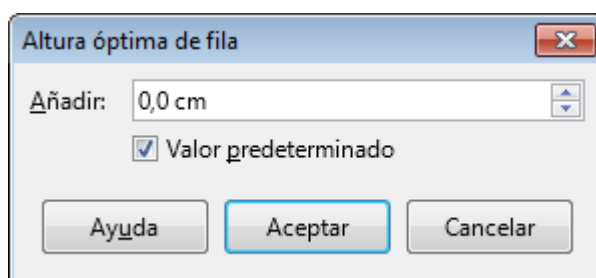 Altura óptima de fila
Añadir: 0,0 cm
Valor predeterminado
Ayuda Aceptar Cancelar